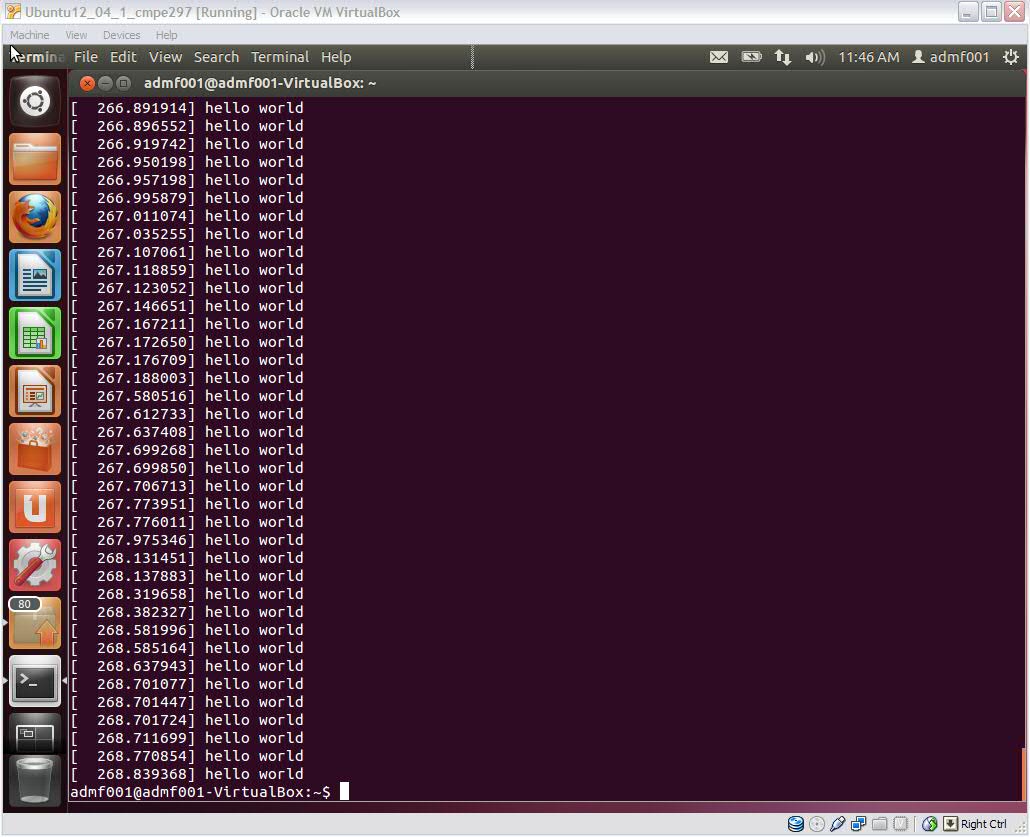 Ubuntu12_04_1_cmpe297 [Running] - Oracle VM VirtualBox
Machine View Devices Help
Terminal File Edit View Search Terminal Help 11:46 AM admf001
admf001@admf001-VirtualBox: ~
[  266.891914] hello world
[  266.896552] hello world
[  266.919742] hello world
[  266.950198] hello world
[  266.957198] hello world
[  266.995879] hello world
[  267.011074] hello world
[  267.035255] hello world
[  267.107061] hello world
[  267.118859] hello world
[  267.123052] hello world
[  267.146651] hello world
[  267.167211] hello world
[  267.172650] hello world
[  267.176709] hello world
[  267.188003] hello world
[  267.580516] hello world
[  267.612733] hello world
[  267.637408] hello world
[  267.699268] hello world
[  267.699850] hello world
[  267.706713] hello world
[  267.773951] hello world
[  267.776011] hello world
[  267.975346] hello world
[  268.131451] hello world
[  268.137883] hello world
[  268.319658] hello world
[  268.382327] hello world
[  268.581996] hello world
[  268.585164] hello world
[  268.637943] hello world
[  268.701077] hello world
[  268.701447] hello world
[  268.701724] hello world
[  268.711699] hello world
[  268.770854] hello world
[  268.839368] hello world
admf001@admf001-VirtualBox:~$
80
Right Ctrl